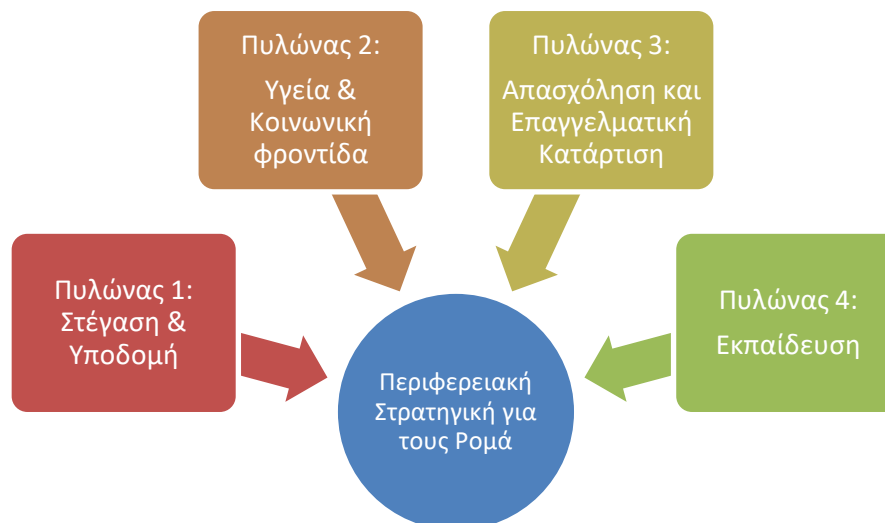 Πυλώνας 1:
Στέγαση &
Υποδομή
Πυλώνας 2:
Υγεία &
Κοινωνική
φροντίδα
Πυλώνας 3:
Απασχόληση και
Επαγγελματική
Κατάρτιση
Πυλώνας 4:
Εκπαίδευση
Περιφερειακή
Στρατηγική για
τους Ρομά